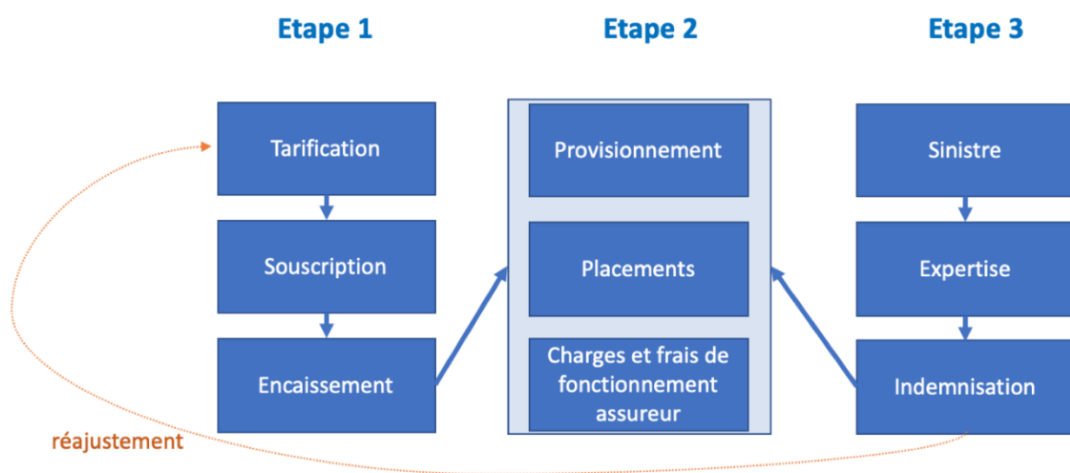 Etape 1
Etape 2
Etape 3
Tarification
Provisionnement
Sinistre
Souscription
Placements
Expertise
Encaissement
Charges et frais de
fonctionnement
assureur
Indemnisation
réajustement